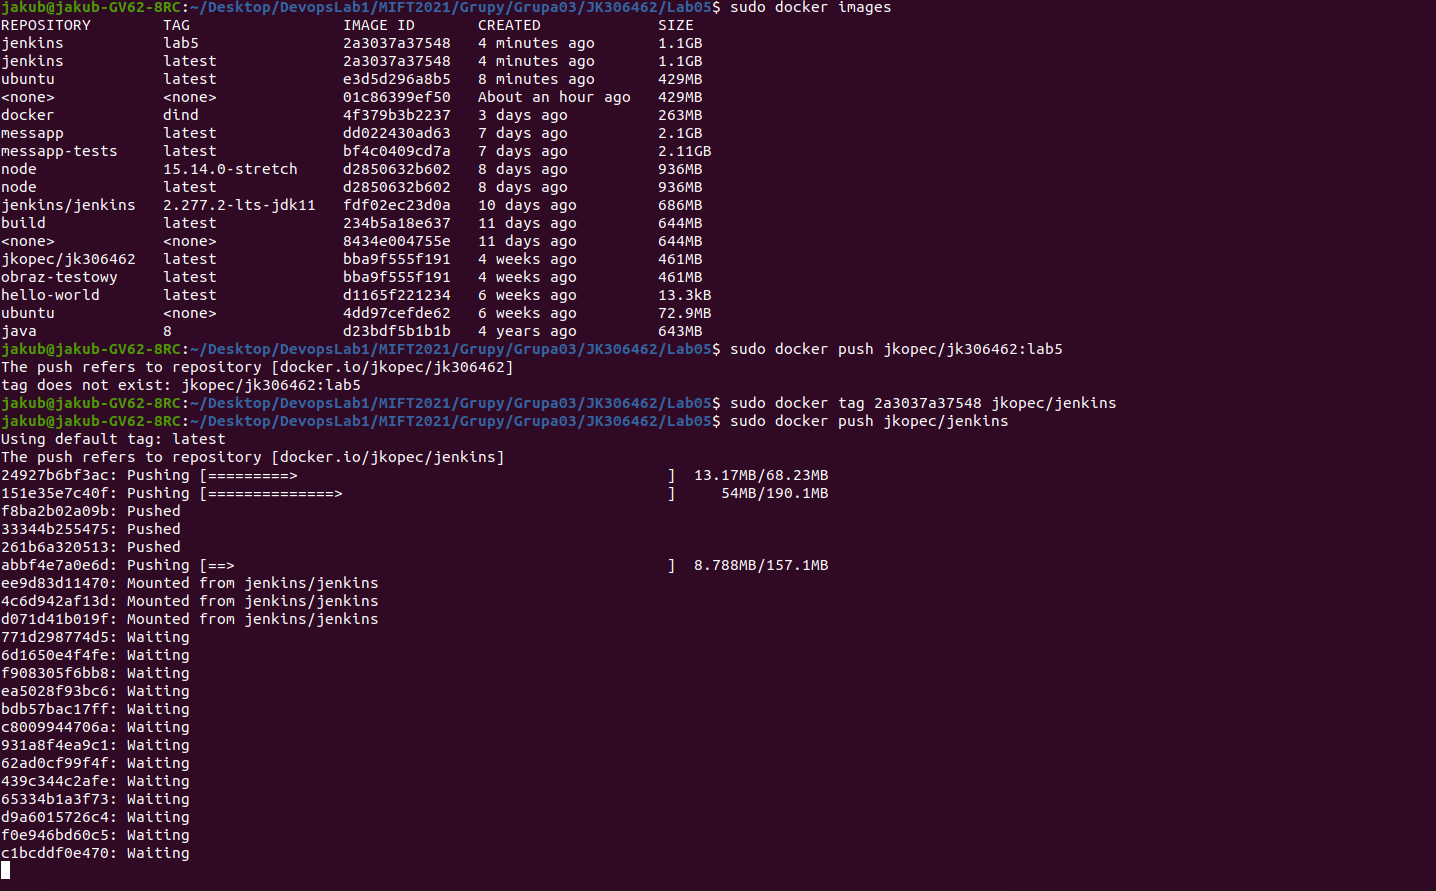 jakub@jakub-GV62-8RC:~/Desktop/DevopsLab1/MIFT2021/Grupy/Grupa03/JK306462/Lab05$ sudo docker images
REPOSITORY          TAG                 IMAGE ID       CREATED             SIZE
jenkins             lab5                2a3037a37548   4 minutes ago       1.1GB
jenkins             latest              2a3037a37548   4 minutes ago       1.1GB
ubuntu              latest              e3d5d296a8b5   8 minutes ago       429MB
<none>              <none>              01c86399ef50   About an hour ago   429MB
docker              dind                4f379b3b2237   3 days ago          263MB
messapp             latest              dd022430ad63   7 days ago          2.1GB
messapp-tests       latest              bf4c0409cd7a   7 days ago          2.11GB
node                15.14.0-stretch     d2850632b602   8 days ago          936MB
node                latest              d2850632b602   8 days ago          936MB
jenkins/jenkins     2.277.2-lts-jdk11   fdf02ec23d0a   10 days ago         686MB
build               latest              234b5a18e637   11 days ago         644MB
<none>              <none>              8434e004755e   11 days ago         644MB
jkopec/jk306462     latest              bba9f555f191   4 weeks ago         461MB
obraz-testowy       latest              bba9f555f191   4 weeks ago         461MB
hello-world         latest              d1165f221234   6 weeks ago         13.3kB
ubuntu              <none>              4dd97cefde62   6 weeks ago         72.9MB
java                8                   d23bdf5b1b1b   4 years ago         643MB
jakub@jakub-GV62-8RC:~/Desktop/DevopsLab1/MIFT2021/Grupy/Grupa03/JK306462/Lab05$ sudo docker push jkopec/jk306462:lab5
The push refers to repository [docker.io/jkopec/jk306462]
tag does not exist: jkopec/jk306462:lab5
jakub@jakub-GV62-8RC:~/Desktop/DevopsLab1/MIFT2021/Grupy/Grupa03/JK306462/Lab05$ sudo docker tag 2a3037a37548 jkopec/jenkins
jakub@jakub-GV62-8RC:~/Desktop/DevopsLab1/MIFT2021/Grupy/Grupa03/JK306462/Lab05$ sudo docker push jkopec/jenkins
Using default tag: latest
The push refers to repository [docker.io/jkopec/jenkins]
24927b6bf3ac: Pushing [=========>                                         ]  13.17MB/68.23MB
151e35e7c40f: Pushing [==============>                                    ]     54MB/190.1MB
f8ba2b02a09b: Pushed
33344b255475: Pushed
261b6a320513: Pushed
abbf4e7a0e6d: Pushing [==>                                                ]  8.788MB/157.1MB
ee9d83d11470: Mounted from jenkins/jenkins
4c6d942af13d: Mounted from jenkins/jenkins
d071d41b019f: Mounted from jenkins/jenkins
771d298774d5: Waiting
6d1650e4f4fe: Waiting
f908305f6bb8: Waiting
ea5028f93bc6: Waiting
bdb57bac17ff: Waiting
c8009944706a: Waiting
931a8f4ea9c1: Waiting
62ad0cf99f4f: Waiting
439c344c2afe: Waiting
65334b1a3f73: Waiting
d9a6015726c4: Waiting
f0e946bd60c5: Waiting
c1bcddf0e470: Waiting